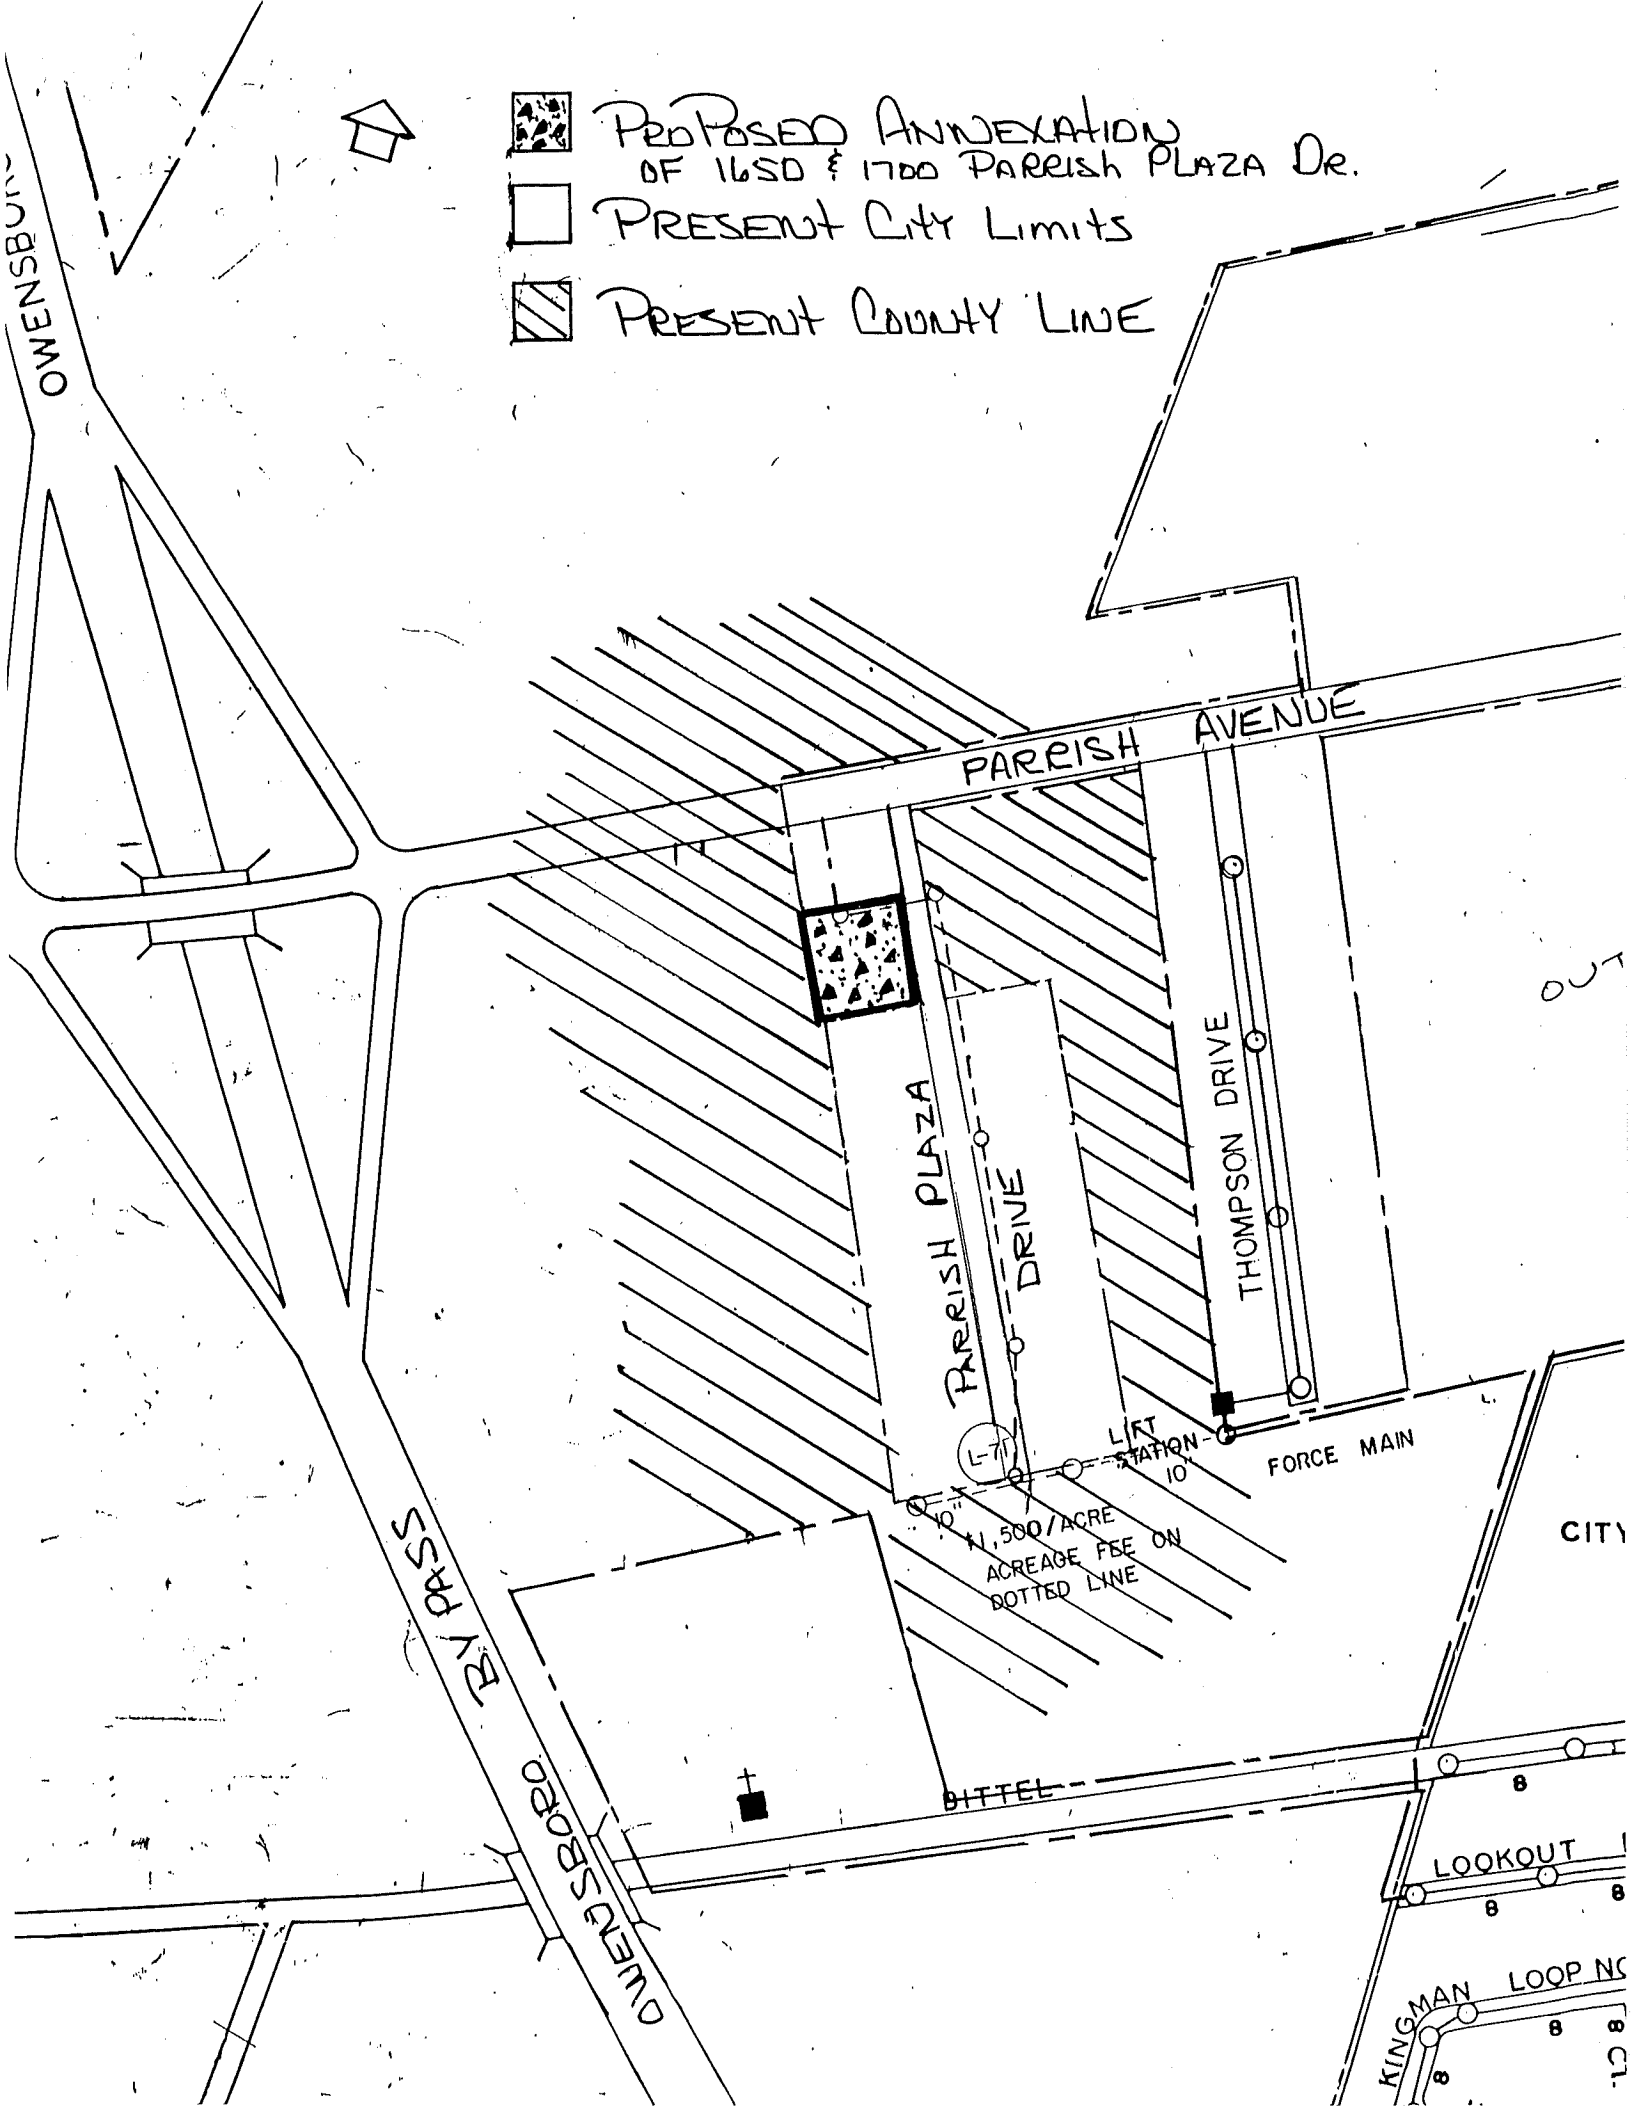 PROPOSED ANNEXATION
OF 1650 & 1700 PARRISH PLAZA DR.
PRESENT CITY LIMITS
PRESENT COUNTY LINE
OWENSBORO
PARRISH AVENUE
OUT
THOMPSON DRIVE
PARRISH PLAZA
DRIVE
L-71
LIFT
STATION
10"
FORCE MAIN
10"
$1,500/ACRE
ACREAGE FEE ON
DOTTED LINE
CITY
OWENSBORO BY PASS
BITTEL
8
LOOKOUT
8
8
KINGMAN LOOP NO
8
8
8
CT.